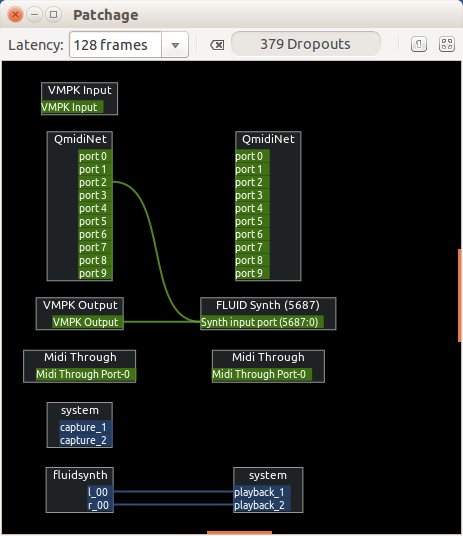 Patchage
Latency: 128 frames 379 Dropouts
VMPK Input
VMPK Input
QmidiNet
port 0
port 1
port 2
port 3
port 4
port 5
port 6
port 7
port 8
port 9
QmidiNet
port 0
port 1
port 2
port 3
port 4
port 5
port 6
port 7
port 8
port 9
VMPK Output
VMPK Output
FLUID Synth (5687)
Synth input port (5687:0)
Midi Through
Midi Through Port-0
Midi Through
Midi Through Port-0
system
capture_1
capture_2
fluidsynth
l_00
r_00
system
playback_1
playback_2